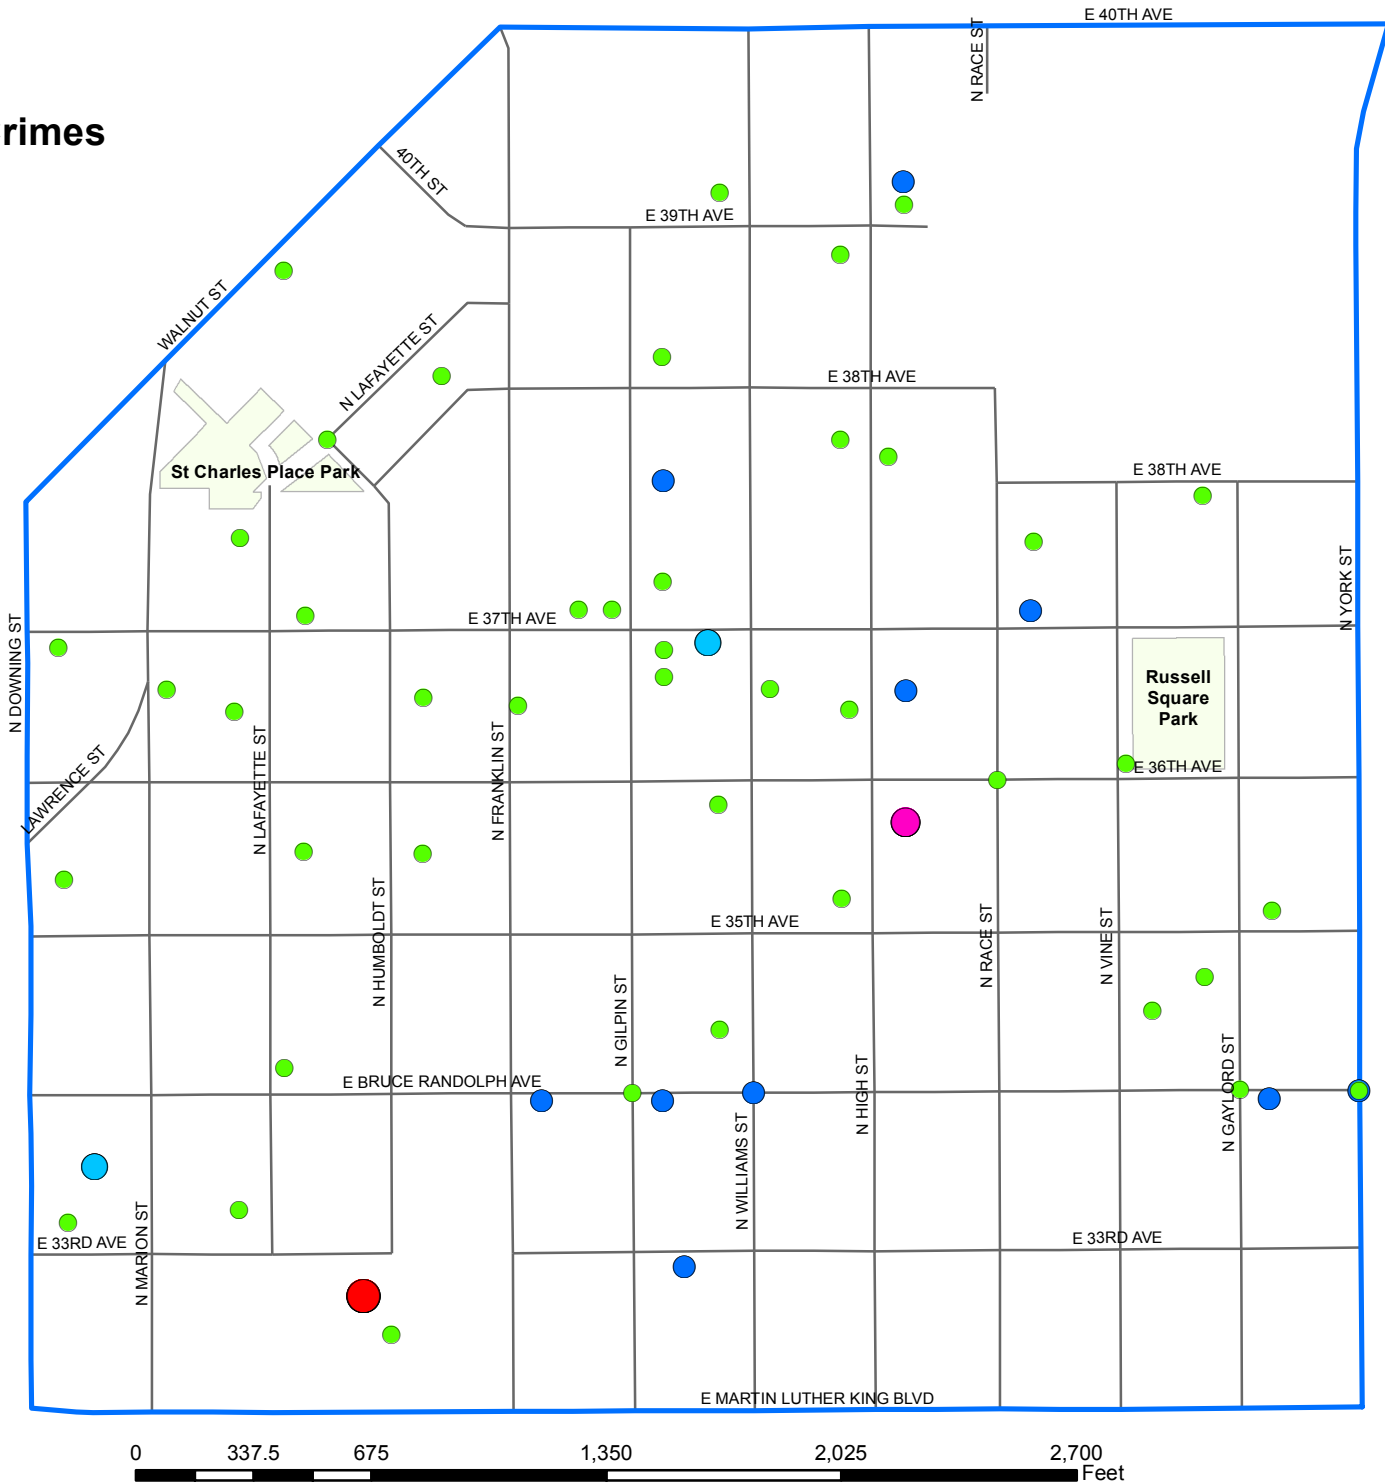 E 40TH AVE
N RACE ST
rimes
40TH ST
E 39TH AVE
WALNUT ST
N LAFAYETTE ST
E 38TH AVE
St Charles Place Park
E 38TH AVE
N YORK ST
E 37TH AVE
N DOWNING ST
Russell
Square
Park
E 36TH AVE
LAWRENCE ST
N LAFAYETTE ST
N FRANKLIN ST
N HUMBOLDT ST
E 35TH AVE
N RACE ST
N VINE ST
N GILPIN ST
N HIGH ST
N GAYLORD ST
E BRUCE RANDOLPH AVE
N WILLIAMS ST
E 33RD AVE
N MARION ST
E 33RD AVE
E MARTIN LUTHER KING BLVD
0 337.5 675 1,350 2,025 2,700
Feet